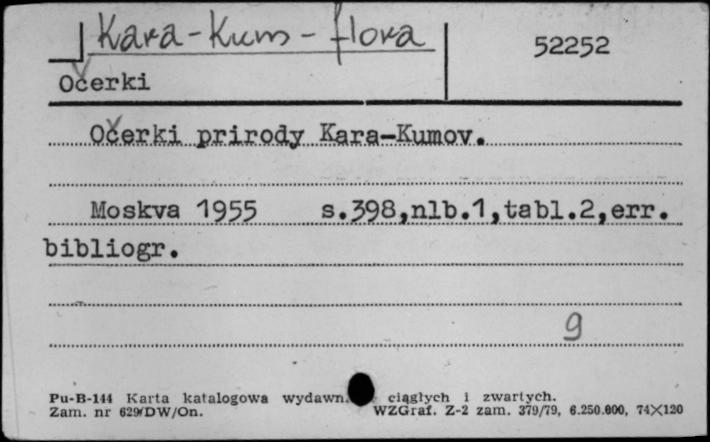 Kara-Kum-flora
52252
Očerki
Očerki prirody Kara-Kumov.
Moskva 1955 s.398,nlb.1,tabl.2,err.
bibliogr.
9
Pu-B-144 Karta katalogowa wydawn. ciągłych i zwartych.
Zam. nr 629/DW/On. WZGraf. Z-2 zam. 379/79, 6.250.000, 74×120